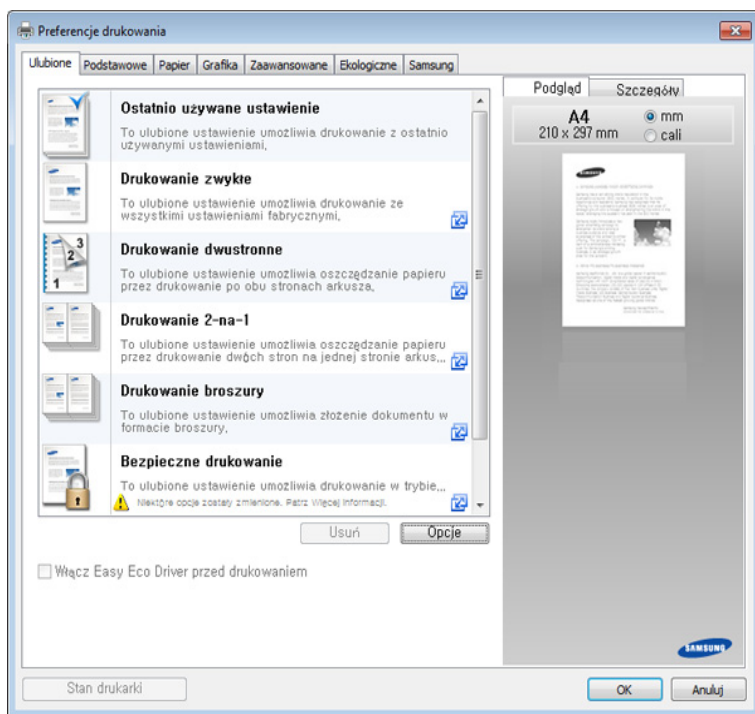 Preferencje drukowania
Ulubione Podstawowe Papier Grafika Zaawansowane Ekologiczne Samsung
Ostatnio używane ustawienie
To ulubione ustawienie umożliwia drukowanie z ostatnio
używanymi ustawieniami.
Drukowanie zwykłe
To ulubione ustawienie umożliwia drukowanie ze
wszystkimi ustawieniami fabrycznymi.
Drukowanie dwustronne
To ulubione ustawienie umożliwia oszczędzanie papieru
przez drukowanie po obu stronach arkusza.
Drukowanie 2-na-1
To ulubione ustawienie umożliwia oszczędzanie papieru
przez drukowanie dwóch stron na jednej stronie arkus...
Drukowanie broszury
To ulubione ustawienie umożliwia złożenie dokumentu w
formacie broszury.
Bezpieczne drukowanie
To ulubione ustawienie umożliwia drukowanie w trybie...
Niektóre opcje zostały zmienione. Patrz Więcej informacji.
Usuń Opcje
Włącz Easy Eco Driver przed drukowaniem
Podgląd Szczegóły
A4 mm
210 x 297 mm cali
SAMSUNG
1
2
3
SAMSUNG
Stan drukarki OK Anuluj